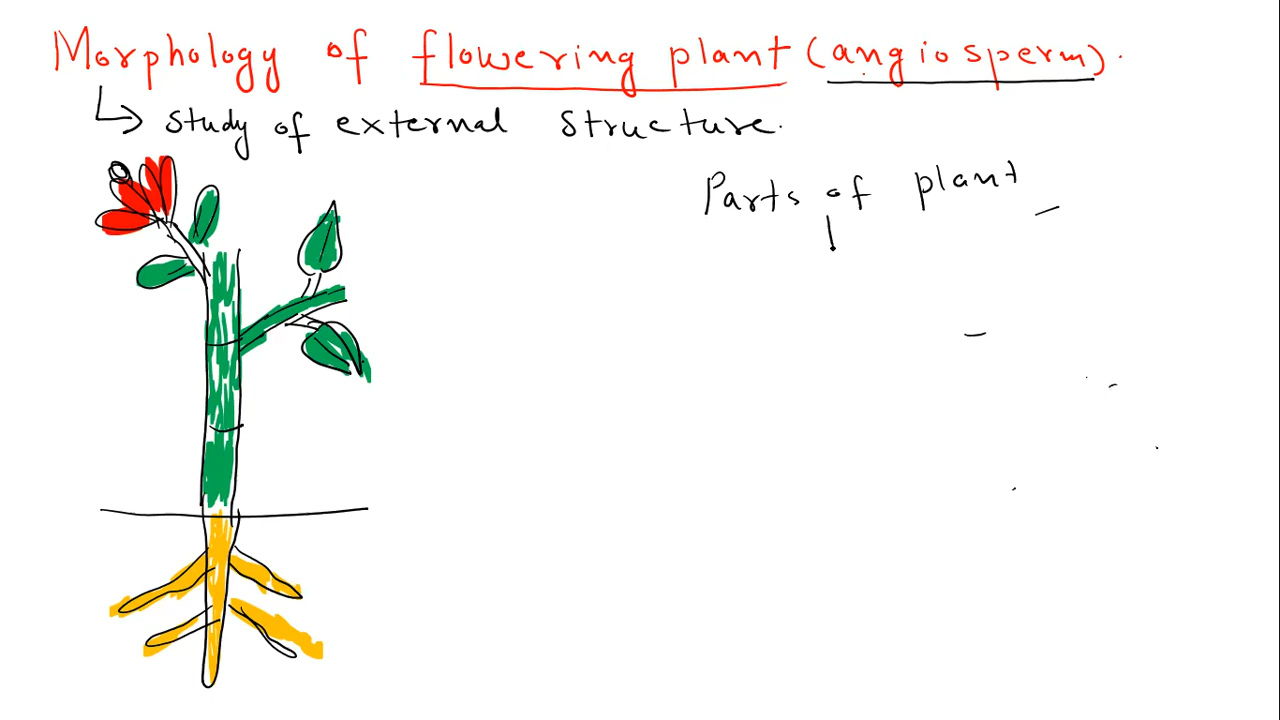 Morphology of flowering plant (angiosperm).
study of external structure.
Parts of plant